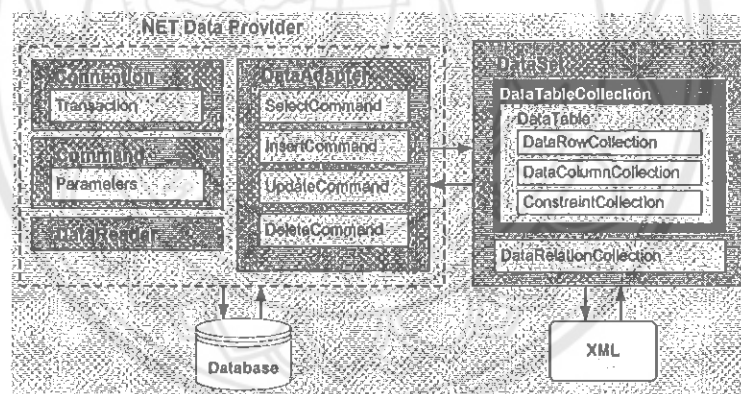 NET Data Provider
Connection
Transaction
Command
Parameters
DataReader
DataAdapter
SelectCommand
InsertCommand
UpdateCommand
DeleteCommand
DataSet
DataTableCollection
DataTable
DataRowCollection
DataColumnCollection
ConstraintCollection
DataRelationCollection
Database
XML